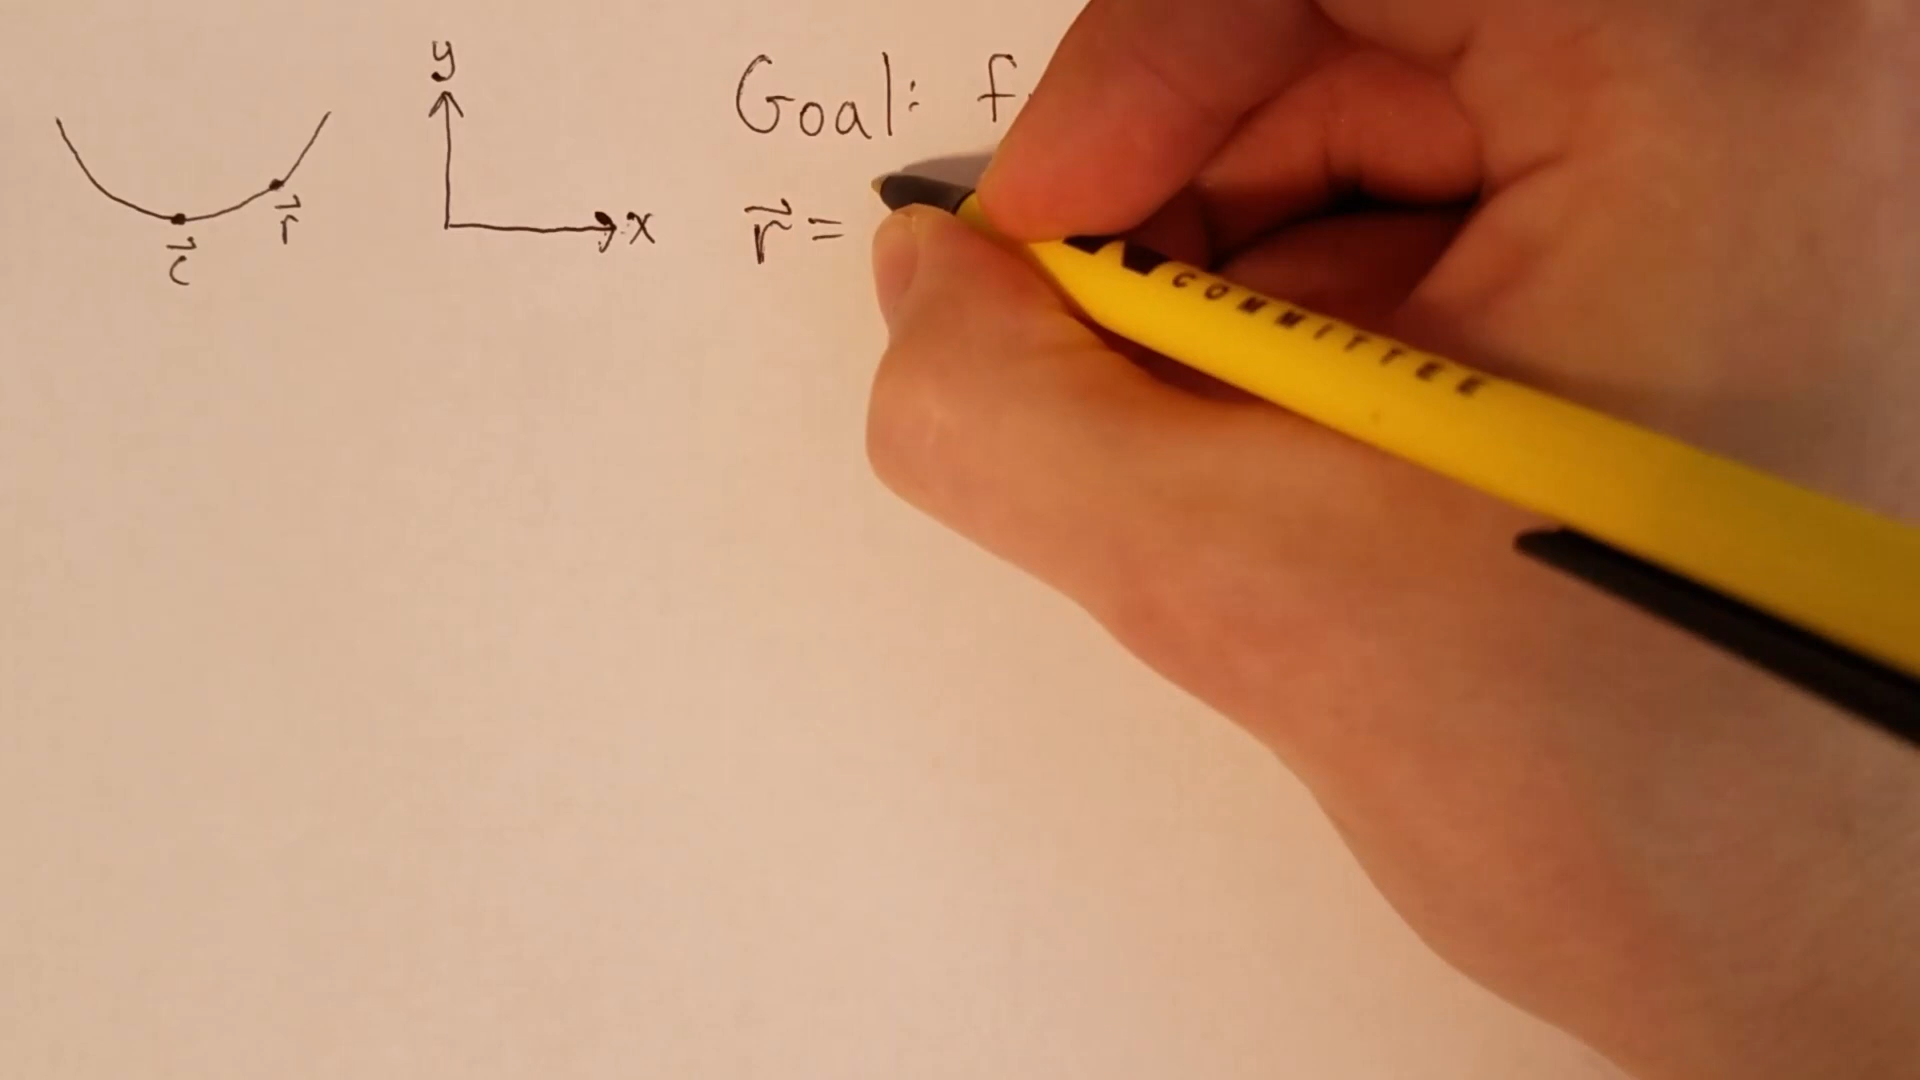 y
Goal: f
x
r⃗ =
r⃗
c⃗
COMMITTEE